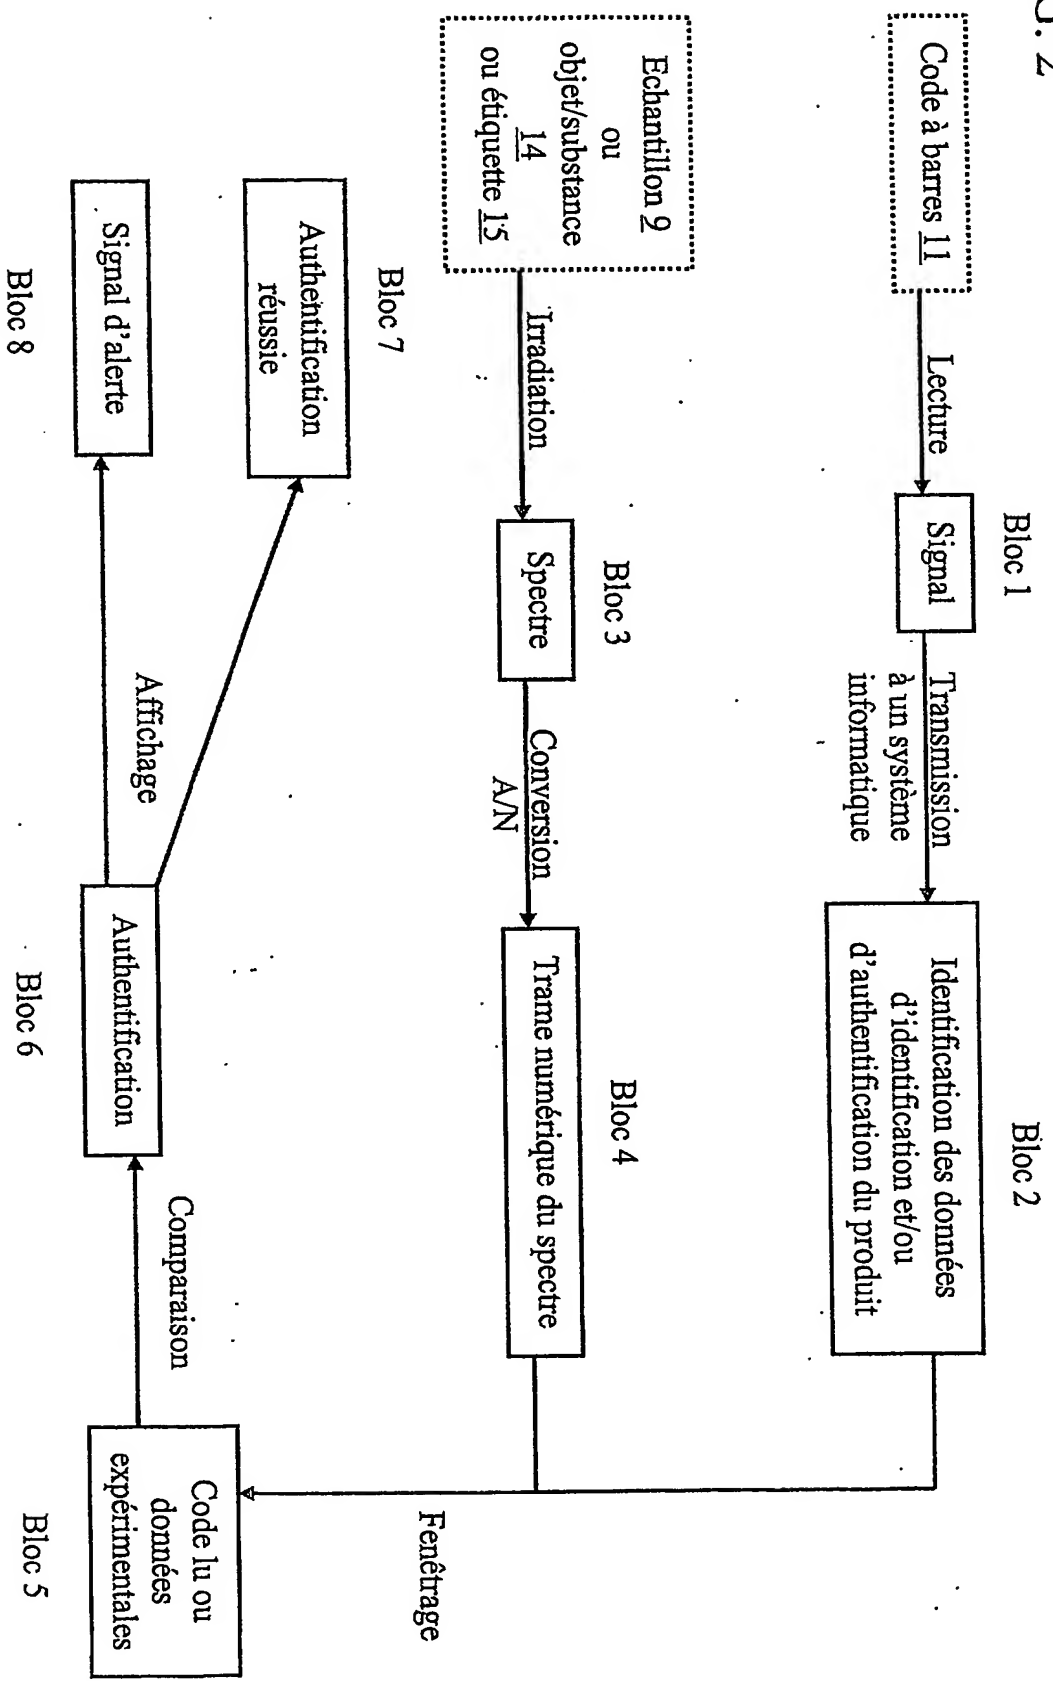 . 2
Code à barres 11
Lecture
Bloc 1
Signal
Transmission
à un système
informatique
Bloc 2
Identification des données
d'identification et/ou
d'authentification du produit
Echantillon 9
ou
objet/substance
14
ou étiquette 15
Irradiation
Bloc 3
Spectre
Conversion
A/N
Bloc 4
Trame numérique du spectre
Fenêtrage
Bloc 7
Authentification
réussie
Signal d'alerte
Bloc 8
Affichage
Authentification
Bloc 6
Comparaison
Code lu ou
données
expérimentales
Bloc 5